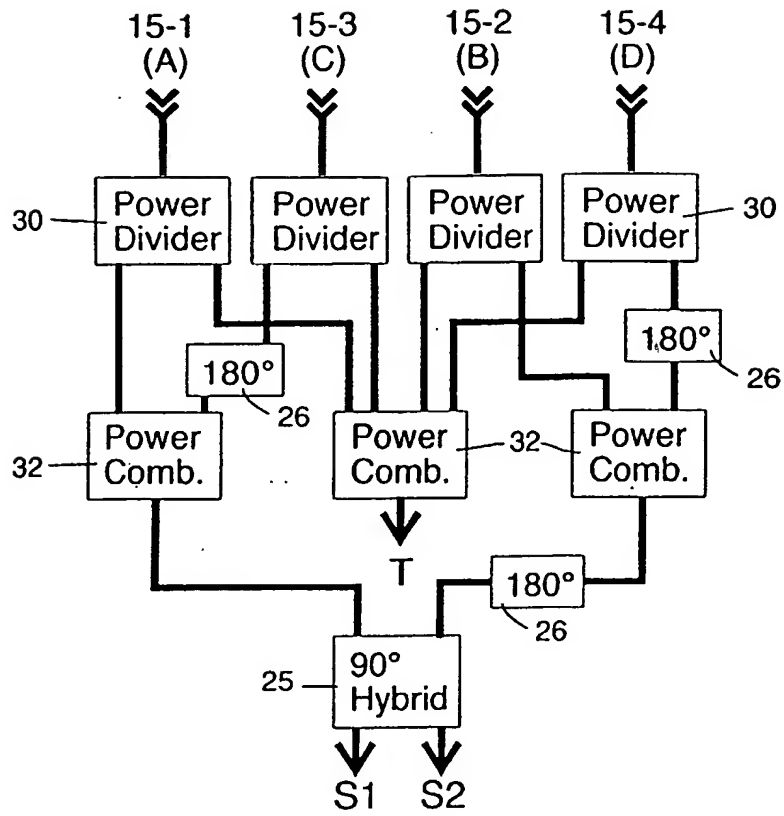 15-1 15-3 15-2 15-4
(A) (C) (B) (D)
30 Power Divider
Power Divider
Power Divider
Power Divider 30
180° 26
180° 26
32 Power Comb.
Power Comb. 32
Power Comb.
T
180° 26
25 90° Hybrid
S1 S2